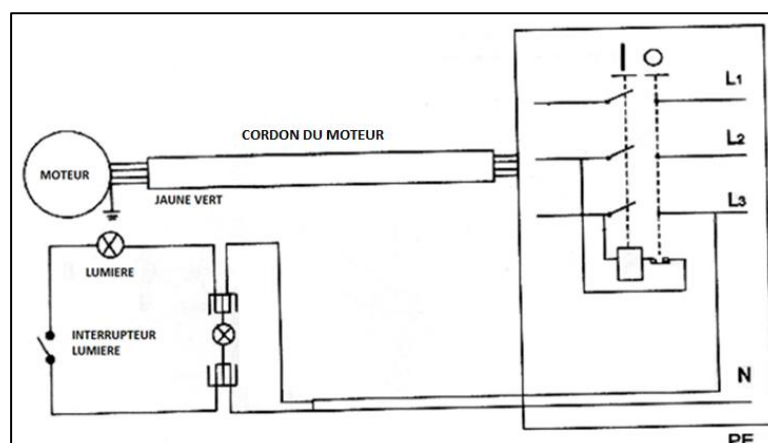 I O
L1
CORDON DU MOTEUR
L2
MOTEUR
JAUNE VERT
L3
LUMIERE
INTERRUPTEUR
LUMIERE
N
PE